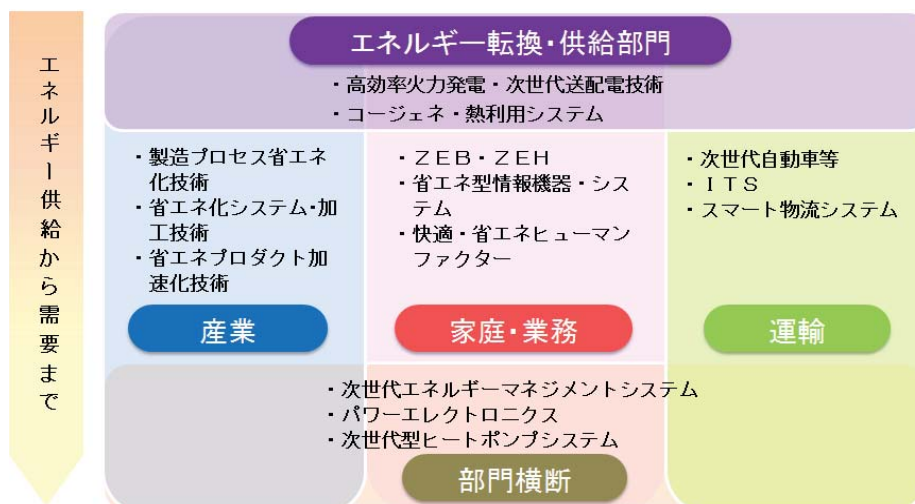 エネルギー供給から需要まで
エネルギー転換・供給部門
・高効率火力発電・次世代送配電技術
・コージェネ・熱利用システム
・製造プロセス省エネ
化技術
・省エネ化システム・加
工技術
・省エネプロダクト加
速化技術
産業
・ＺＥＢ・ＺＥＨ
・省エネ型情報機器・シス
テム
・快適・省エネヒューマン
ファクター
家庭・業務
・次世代自動車等
・ＩＴＳ
・スマート物流システム
運輸
・次世代エネルギーマネジメントシステム
・パワーエレクトロニクス
・次世代型ヒートポンプシステム
部門横断